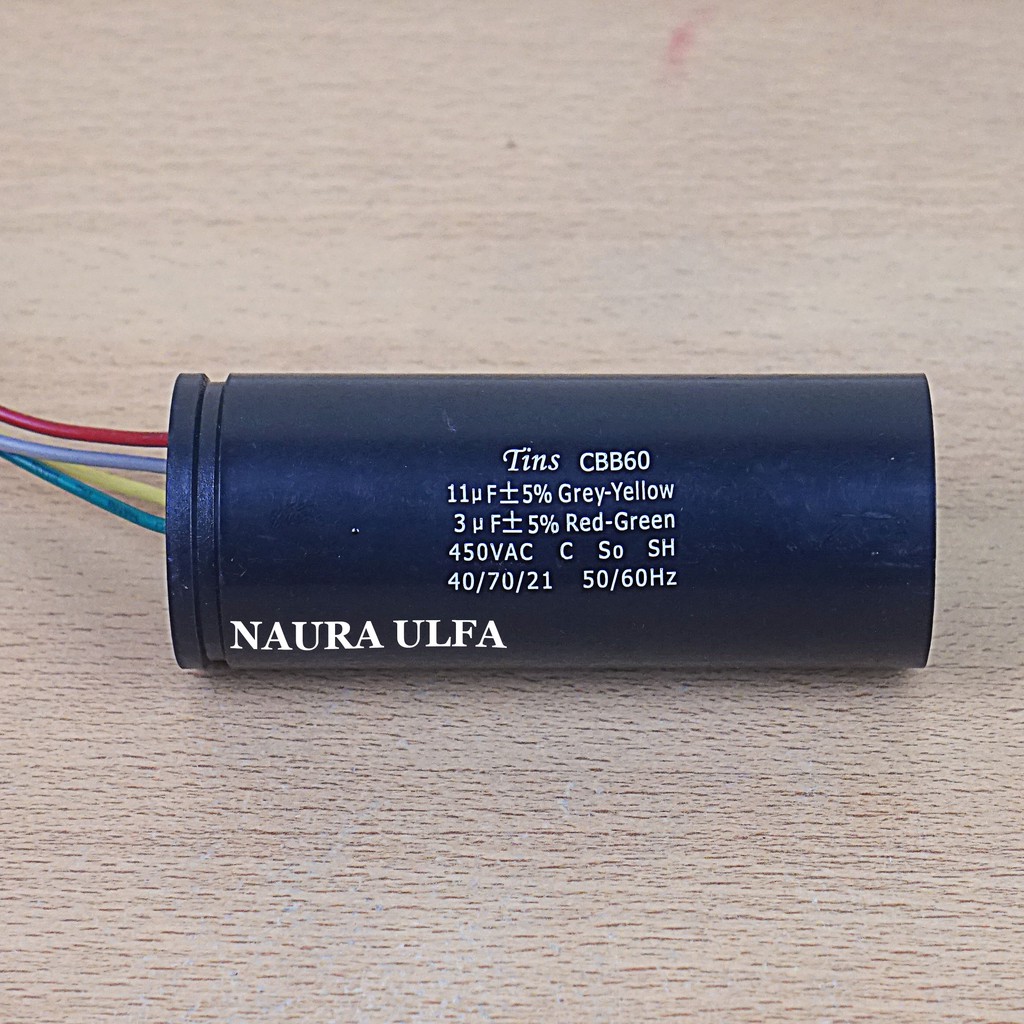 Tins CBB60
11µF±5% Grey-Yellow
3µF±5% Red-Green
450VAC C So SH
40/70/21 50/60Hz
NAURA ULFA